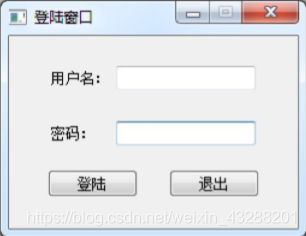 登陆窗口
用户名：
密码：
登陆 退出
https://blog.csdn.net/weixin_43288201